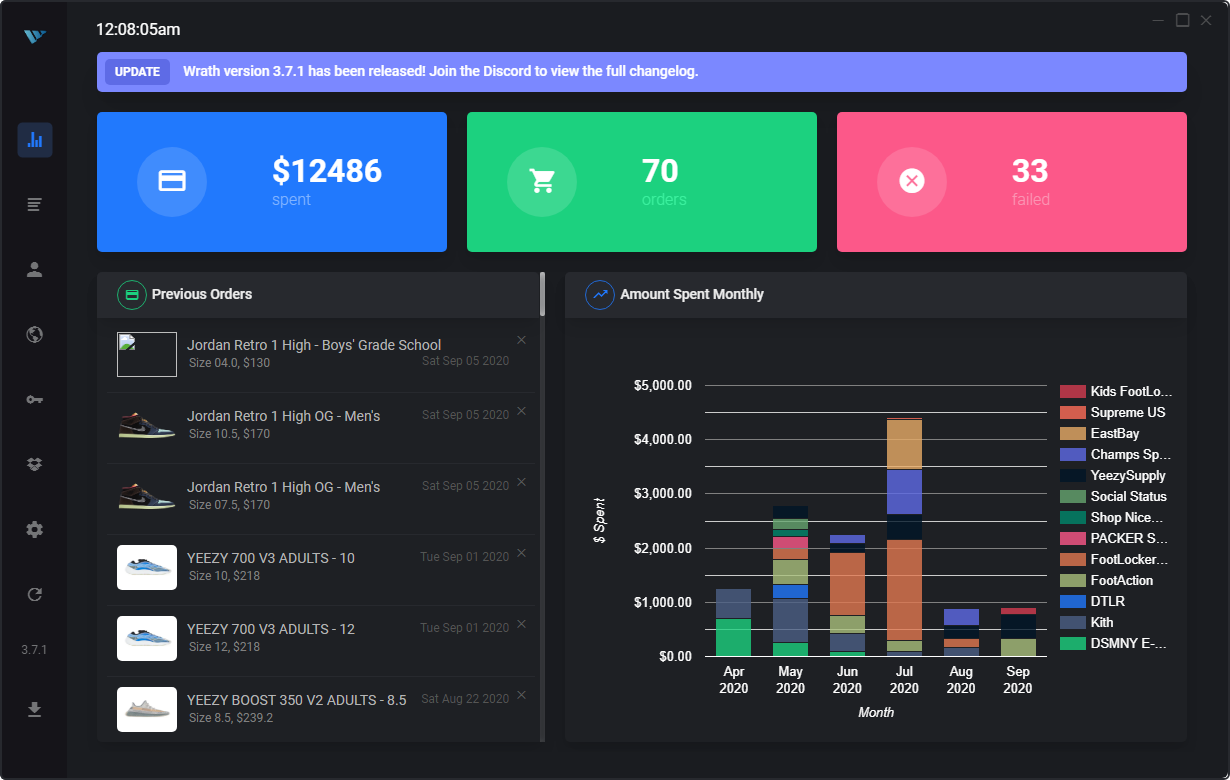 12:08:05am
UPDATE Wrath version 3.7.1 has been released! Join the Discord to view the full changelog.
$12486
spent
70
orders
33
failed
Previous Orders
Jordan Retro 1 High - Boys' Grade School
Size 04.0, $130
Sat Sep 05 2020
Jordan Retro 1 High OG - Men's
Size 10.5, $170
Sat Sep 05 2020
Jordan Retro 1 High OG - Men's
Size 07.5, $170
Sat Sep 05 2020
YEEZY 700 V3 ADULTS - 10
Size 10, $218
Tue Sep 01 2020
YEEZY 700 V3 ADULTS - 12
Size 12, $218
Tue Sep 01 2020
YEEZY BOOST 350 V2 ADULTS - 8.5
Size 8.5, $239.2
Sat Aug 22 2020
3.7.1
Amount Spent Monthly
$5,000.00
$4,000.00
$3,000.00
$2,000.00
$1,000.00
$0.00
$ Spent
Apr 2020
May 2020
Jun 2020
Jul 2020
Aug 2020
Sep 2020
Month
Kids FootLo...
Supreme US
EastBay
Champs Sp...
YeezySupply
Social Status
Shop Nice...
PACKER S...
FootLocker...
FootAction
DTLR
Kith
DSMNY E-...